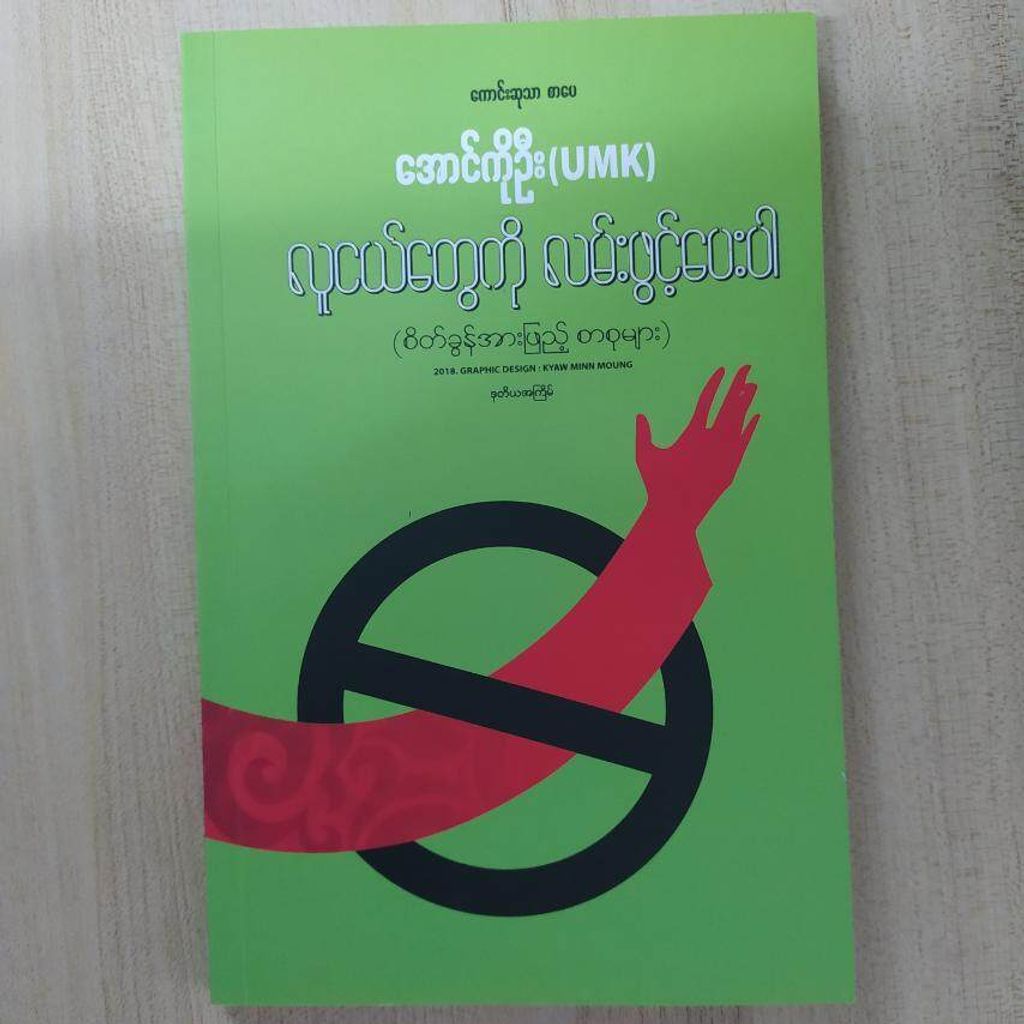 ကောင်းဆုသာ စာပေ
အောင်ကိုဦး(UMK)
လူငယ်တွေကို လမ်းဖွင့်ပေးပါ
(စိတ်ခွန်အားဖြည့် စာစုများ)
2018. GRAPHIC DESIGN : KYAW MINN MOUNG
ဒုတိယအကြိမ်